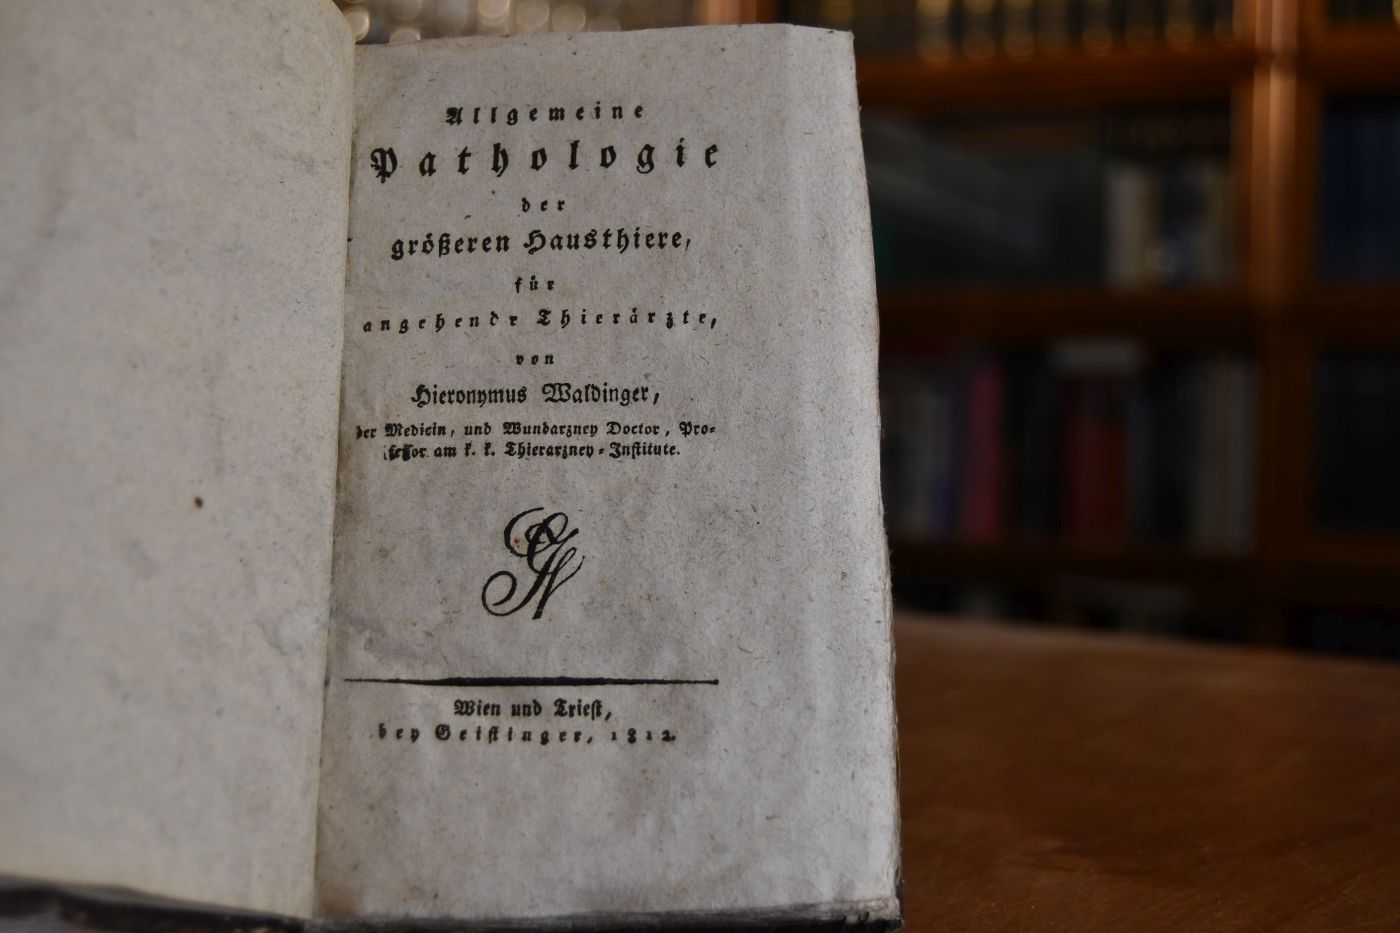 Allgemeine
Pathologie
der
größeren Hausthiere,
für
angehende Thierärzte,
von
Hieronymus Waldinger,
der Medicin, und Wundarzney Doctor, Pro-
fessor am k. k. Thierarzney-Institute.
Wien und Triest,
bey Geistinger, 1812.